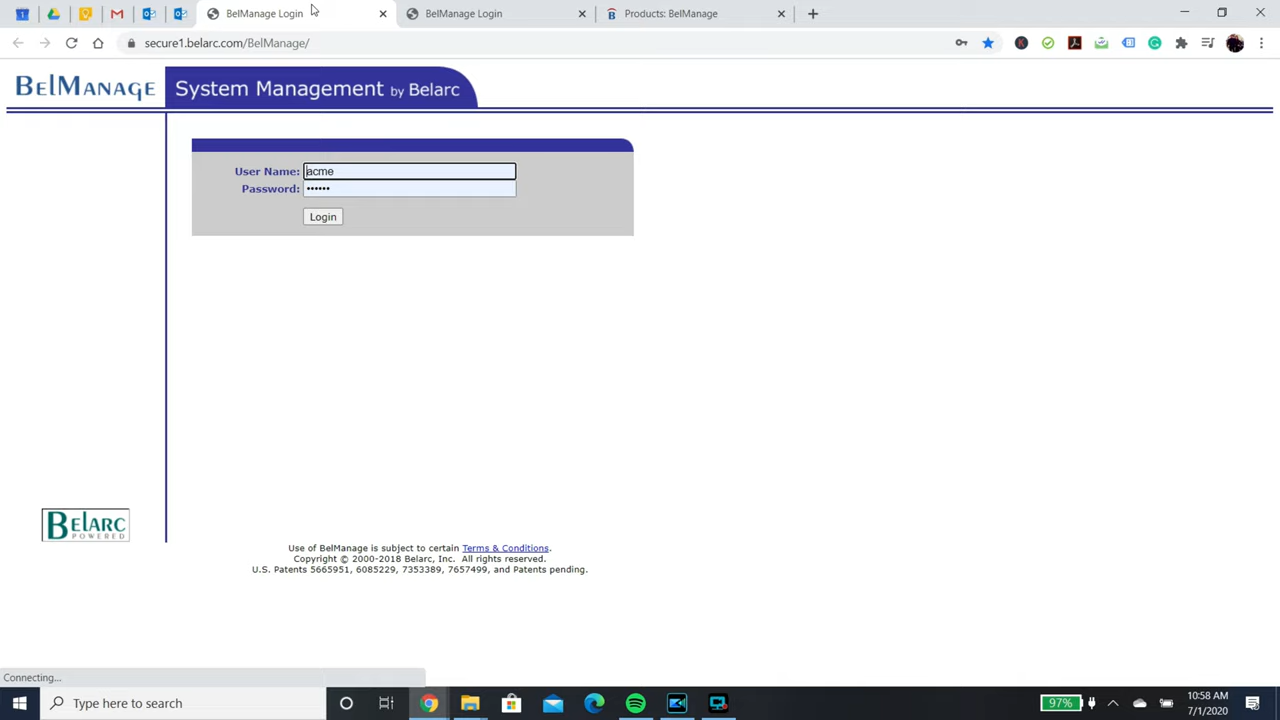 BelManage Login
BelManage Login
Products: BelManage
secure1.belarc.com/BelManage/
BELMANAGE
System Management by Belarc
User Name: acme
Password: ••••••
Login
BELARC
POWERED
Use of BelManage is subject to certain Terms & Conditions.
Copyright © 2000-2018 Belarc, Inc. All rights reserved.
U.S. Patents 5665951, 6085229, 7353389, 7657499, and Patents pending.
Connecting...
Type here to search
97%
10:58 AM
7/1/2020